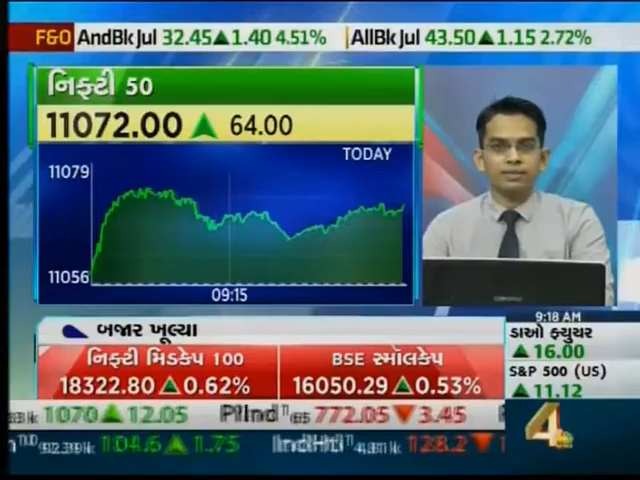 F&O AndBk Jul 32.45▲1.40 4.51% AllBk Jul 43.50▲1.15 2.72%
નિફ્ટી 50
11072.00 ▲ 64.00
TODAY
11079
11056
09:15
9:18 AM
બજાર ખૂલ્યા
નિફ્ટી મિડકેપ 100
18322.80▲0.62%
BSE સ્મૉલકેપ
16050.29▲0.53%
ડાઓ ફ્યુચર
▲16.00
S&P 500 (US)
▲11.12
1070▲12.05 PIInd 772.05▼3.45
104.6▲1.75 128.2▼
4